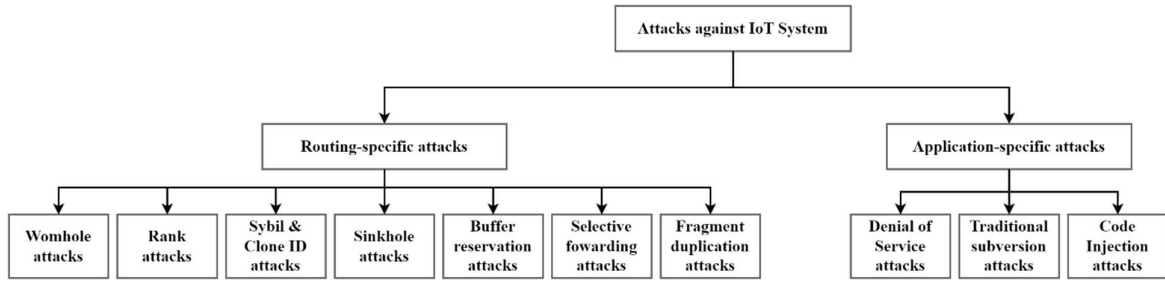 Attacks against IoT System
Routing-specific attacks
Application-specific attacks
Womhole
attacks
Rank
attacks
Sybil &
Clone ID
attacks
Sinkhole
attacks
Buffer
reservation
attacks
Selective
fowarding
attacks
Fragment
duplication
attacks
Denial of
Service
attacks
Traditional
subversion
attacks
Code
Injection
attacks